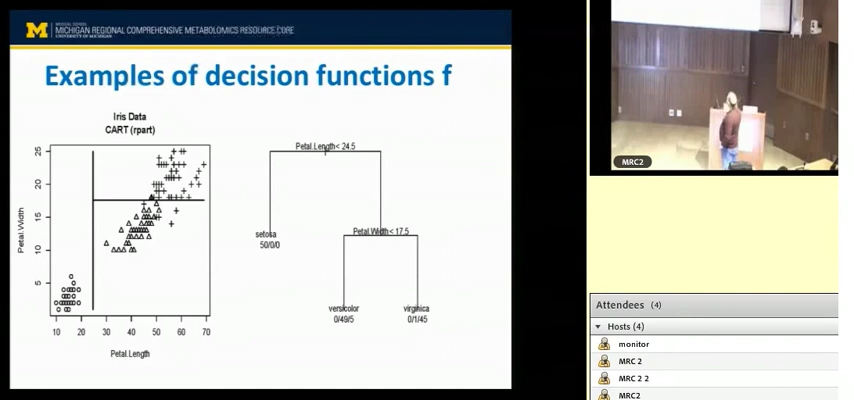 M
MEDICAL SCHOOL
MICHIGAN REGIONAL COMPREHENSIVE METABOLOMICS RESOURCE CORE
UNIVERSITY OF MICHIGAN
Examples of decision functions f
Iris Data
CART (rpart)
Petal.Width
25
20
15
10
5
10 20 30 40 50 60 70
Petal.Length
Petal.Length< 24.5
setosa
50/0/0
Petal.Width< 17.5
versicolor
0/49/5
virginica
0/1/45
MRC2
Attendees (4)
Hosts (4)
monitor
MRC 2
MRC 2 2
MRC2